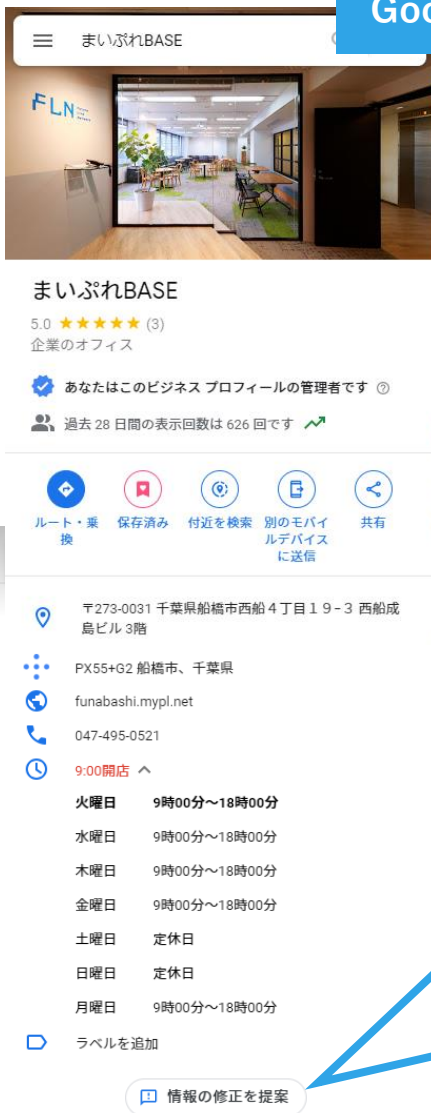 Goo
まいぷれBASE
FLN
まいぷれBASE
5.0 ★★★★★ (3)
企業のオフィス
あなたはこのビジネス プロフィールの管理者です
過去 28 日間の表示回数は 626 回です
ルート・乗
換
保存済み
付近を検索
別のモバイ
ルデバイス
に送信
共有
〒273-0031 千葉県船橋市西船4丁目19−3 西船成
島ビル 3階
PX55+G2 船橋市、千葉県
funabashi.mypl.net
047-495-0521
9:00開店
火曜日 9時00分～18時00分
水曜日 9時00分～18時00分
木曜日 9時00分～18時00分
金曜日 9時00分～18時00分
土曜日 定休日
日曜日 定休日
月曜日 9時00分～18時00分
ラベルを追加
情報の修正を提案